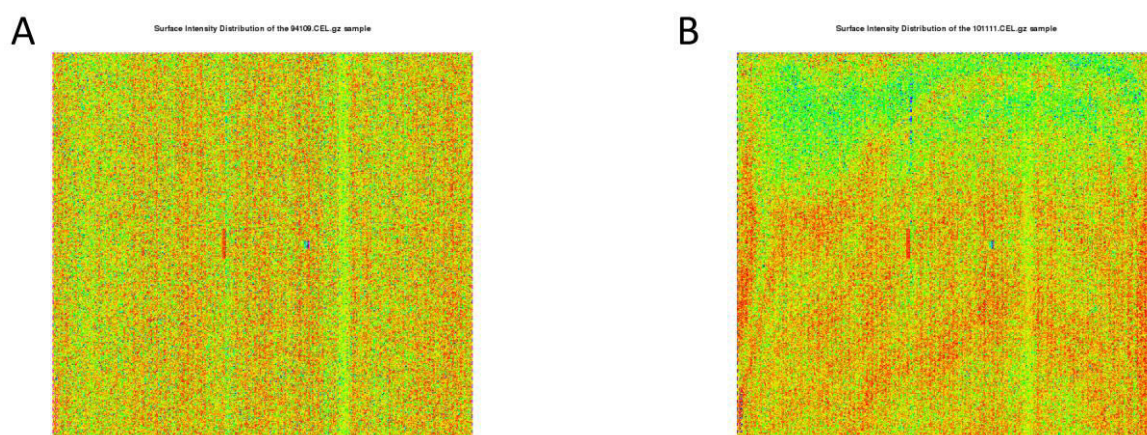 A
Surface Intensity Distribution of the 94109.CEL.gz sample
B
Surface Intensity Distribution of the 101111.CEL.gz sample